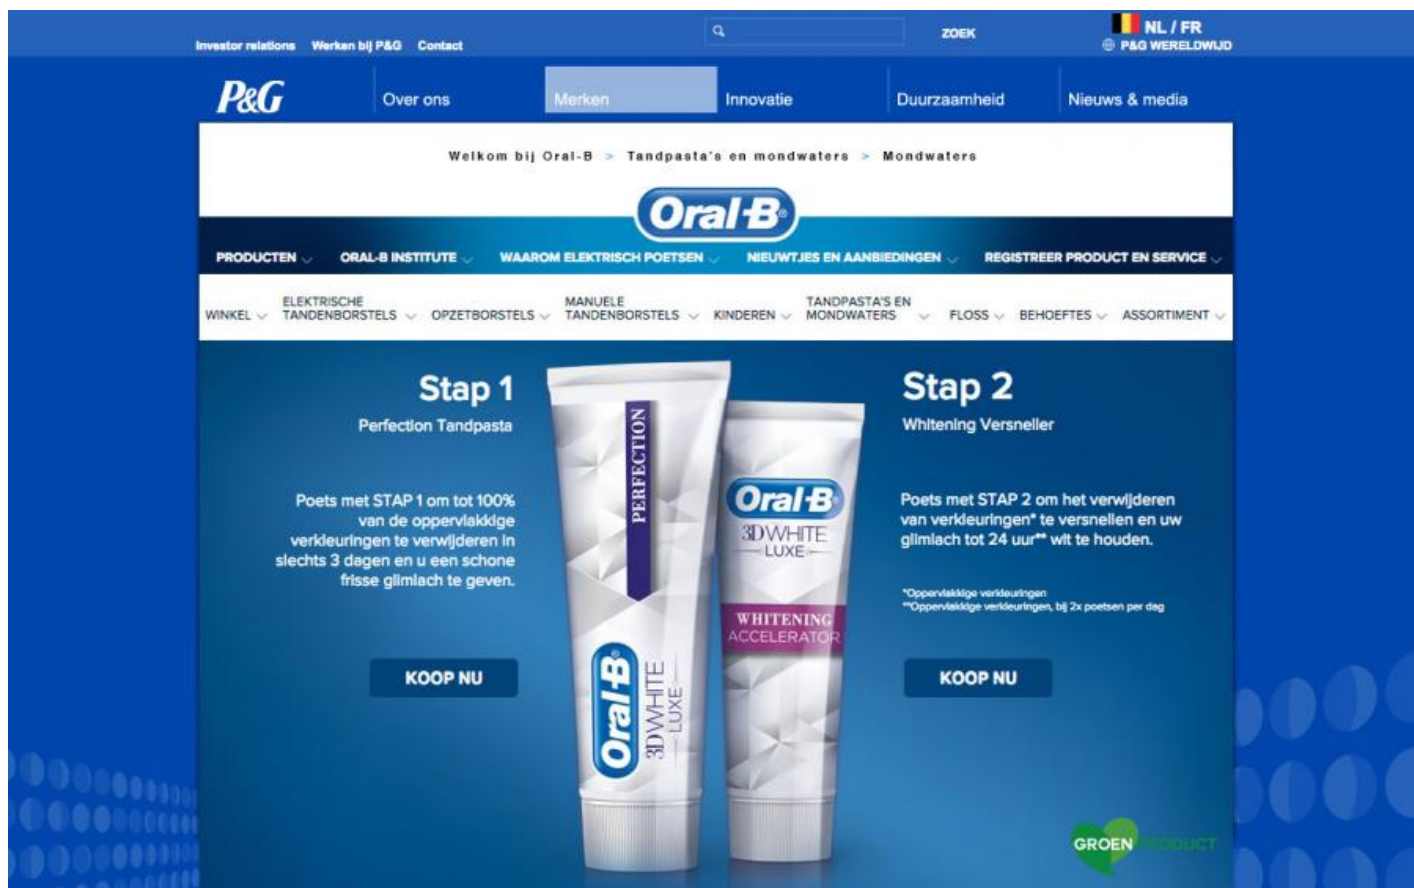 Investor relations Werken bij P&G Contact
ZOEK
NL / FR
P&G WERELDWIJD
P&G
Over ons
Merken
Innovatie
Duurzaamheid
Nieuws & media
Welkom bij Oral-B > Tandpasta's en mondwaters > Mondwaters
Oral-B®
PRODUCTEN ORAL-B INSTITUTE WAAROM ELEKTRISCH POETSEN NIEUWTJES EN AANBIEDINGEN REGISTREER PRODUCT EN SERVICE
WINKEL
ELEKTRISCHE
TANDENBORSTELS
OPZETBORSTELS
MANUELE
TANDENBORSTELS
KINDEREN
TANDPASTA'S EN
MONDWATERS
FLOSS
BEHOEFTES
ASSORTIMENT
Stap 1
Perfection Tandpasta
Poets met STAP 1 om tot 100%
van de oppervlakkige
verkleuringen te verwijderen in
slechts 3 dagen en u een schone
frisse glimlach te geven.
KOOP NU
PERFECTION
Oral-B®
3D WHITE
LUXE
Oral-B
3D WHITE
LUXE
WHITENING
ACCELERATOR
Stap 2
Whitening Versneller
Poets met STAP 2 om het verwijderen
van verkleuringen* te versnellen en uw
glimlach tot 24 uur** wit te houden.
*Oppervlakkige verkleuringen
**Oppervlakkige verkleuringen, bij 2x poetsen per dag
KOOP NU
GROEN PRODUCT